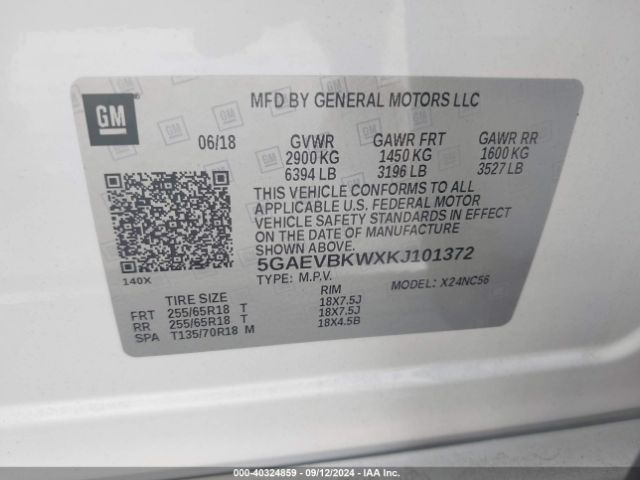 GM
MFD BY GENERAL MOTORS LLC
06/18 GVWR GAWR FRT GAWR RR
2900 KG 1450 KG 1600 KG
6394 LB 3196 LB 3527 LB
THIS VEHICLE CONFORMS TO ALL
APPLICABLE U.S. FEDERAL MOTOR
VEHICLE SAFETY STANDARDS IN EFFECT
ON THE DATE OF MANUFACTURE
SHOWN ABOVE.
5GAEVBKWXKJ101372
140X TYPE: M.P.V. MODEL: X24NC56
TIRE SIZE RIM
FRT 255/65R18 T 18X7.5J
RR 255/65R18 T 18X7.5J
SPA T135/70R18 M 18X4.5B
000-40324859 - 09/12/2024 - IAA Inc.